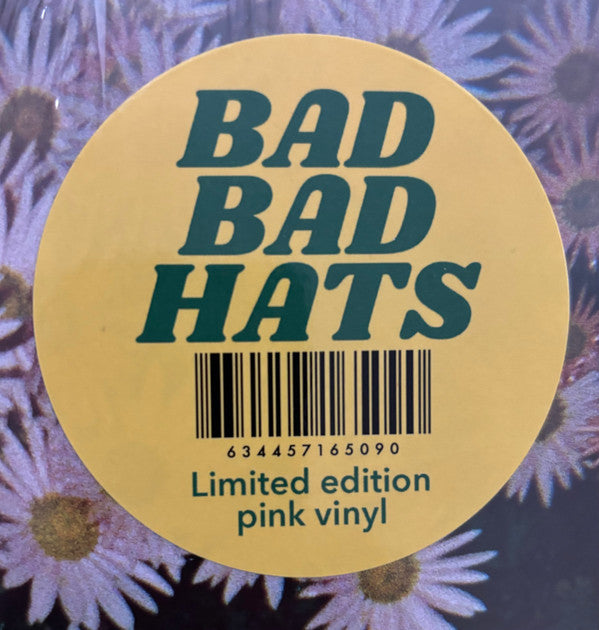 BAD
BAD
HATS
634457165090
Limited edition
pink vinyl